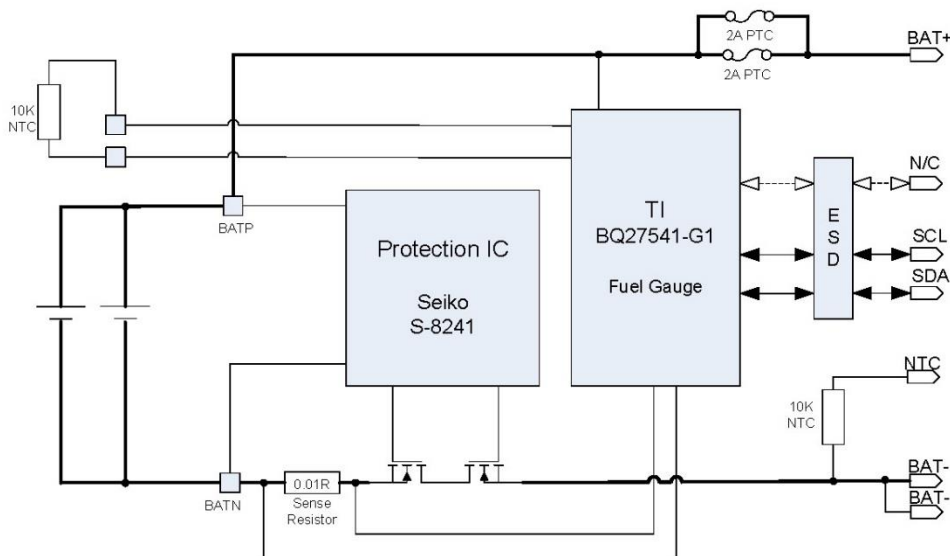 2A PTC
BAT+
2A PTC
10K
NTC
N/C
E
S
D
TI
BQ27541-G1
Fuel Gauge
SCL
SDA
BATP
Protection IC
Seiko
S-8241
NTC
10K
NTC
BAT-
BAT-
BATN
0.01R
Sense
Resistor